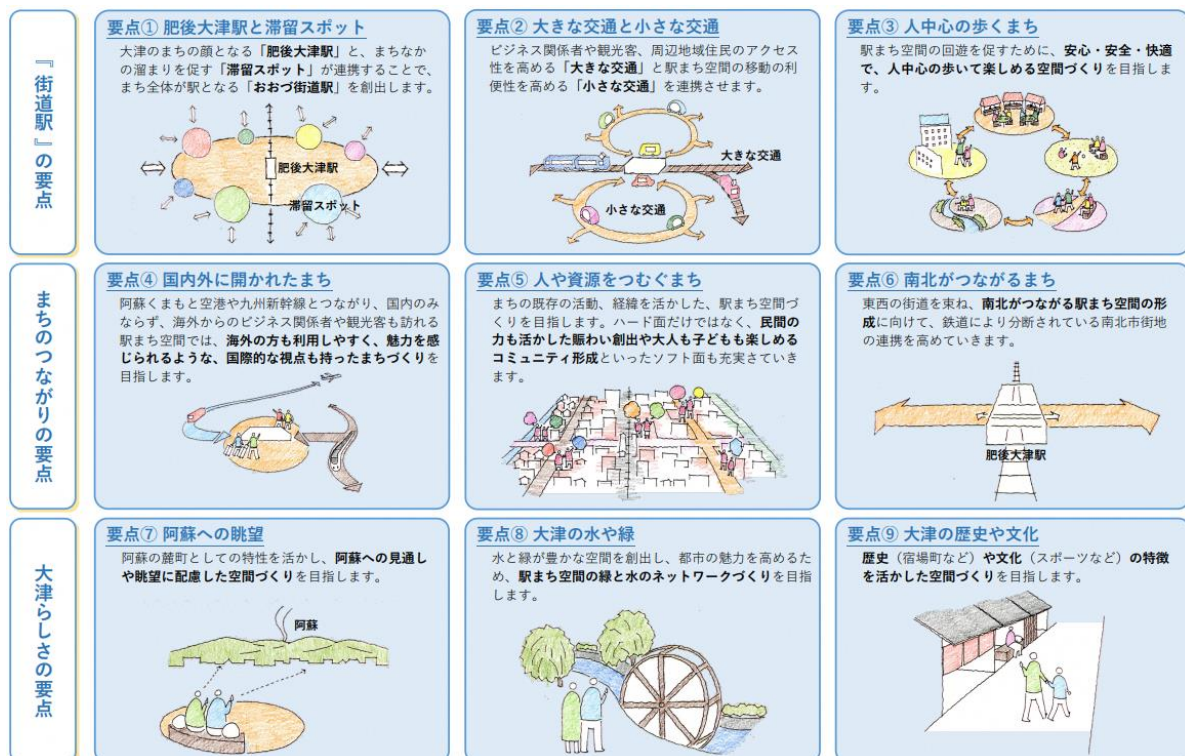 『街道駅』の要点
要点① 肥後大津駅と滞留スポット
大津のまちの顔となる「肥後大津駅」と、まちなか
の溜まりを促す「滞留スポット」が連携することで、
まち全体が駅となる「おおづ街道駅」を創出します。
肥後大津駅
滞留スポット
要点② 大きな交通と小さな交通
ビジネス関係者や観光客、周辺地域住民のアクセス
性を高める「大きな交通」と駅まち空間の移動の利
便性を高める「小さな交通」を連携させます。
大きな交通
小さな交通
要点③ 人中心の歩くまち
駅まち空間の回遊を促すために、安心・安全・快適
で、人中心の歩いて楽しめる空間づくりを目指しま
す。
まちのつながりの要点
要点④ 国内外に開かれたまち
阿蘇くまもと空港や九州新幹線とつながり、国内のみ
ならず、海外からのビジネス関係者や観光客も訪れる
駅まち空間では、海外の方も利用しやすく、魅力を感
じられるような、国際的な視点も持ったまちづくりを
目指します。
要点⑤ 人や資源をつむぐまち
まちの既存の活動、経緯を活かした、駅まち空間づ
くりを目指します。ハード面だけではなく、民間の
力も活かした賑わい創出や大人も子どもも楽しめる
コミュニティ形成といったソフト面も充実さていき
ます。
要点⑥ 南北がつながるまち
東西の街道を束ね、南北がつながる駅まち空間の形
成に向けて、鉄道により分断されている南北市街地
の連携を高めていきます。
肥後大津駅
大津らしさの要点
要点⑦ 阿蘇への眺望
阿蘇の麓町としての特性を活かし、阿蘇への見通し
や眺望に配慮した空間づくりを目指します。
阿蘇
要点⑧ 大津の水や緑
水と緑が豊かな空間を創出し、都市の魅力を高めるた
め、駅まち空間の緑と水のネットワークづくりを目指
します。
要点⑨ 大津の歴史や文化
歴史（宿場町など）や文化（スポーツなど）の特徴
を活かした空間づくりを目指します。